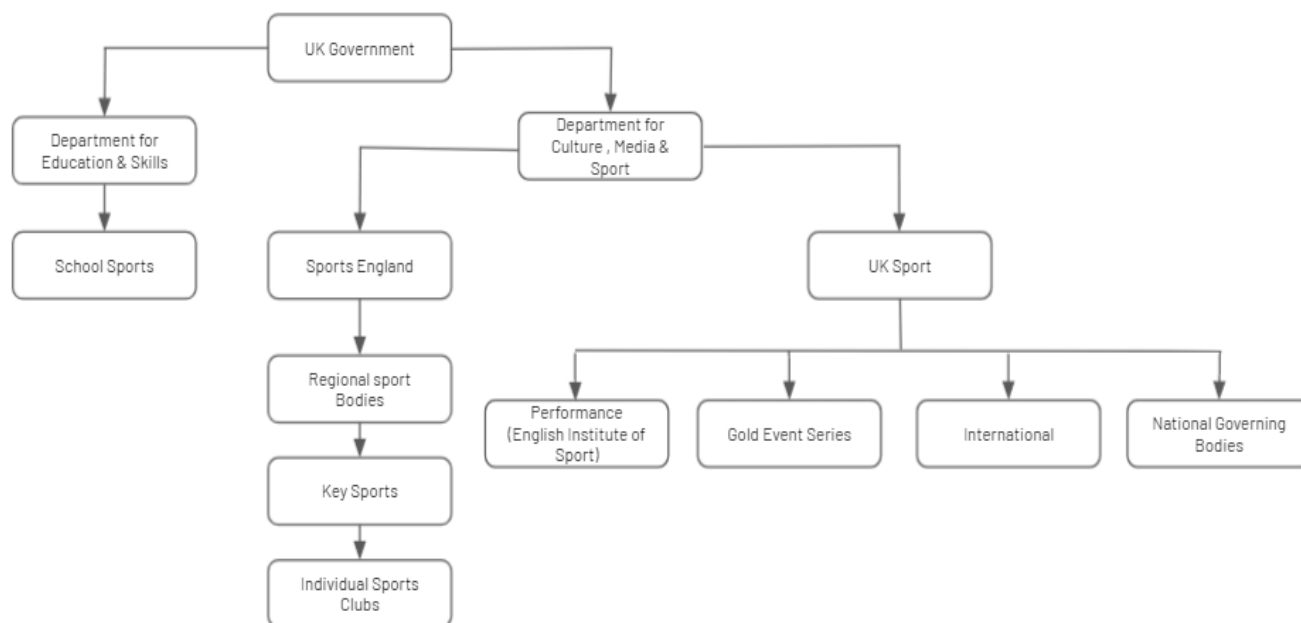 UK Government
Department for
Education & Skills
Department for
Culture , Media &
Sport
School Sports
Sports England
UK Sport
Regional sport
Bodies
Performance
(English Institute of
Sport)
Gold Event Series
International
National Governing
Bodies
Key Sports
Individual Sports
Clubs